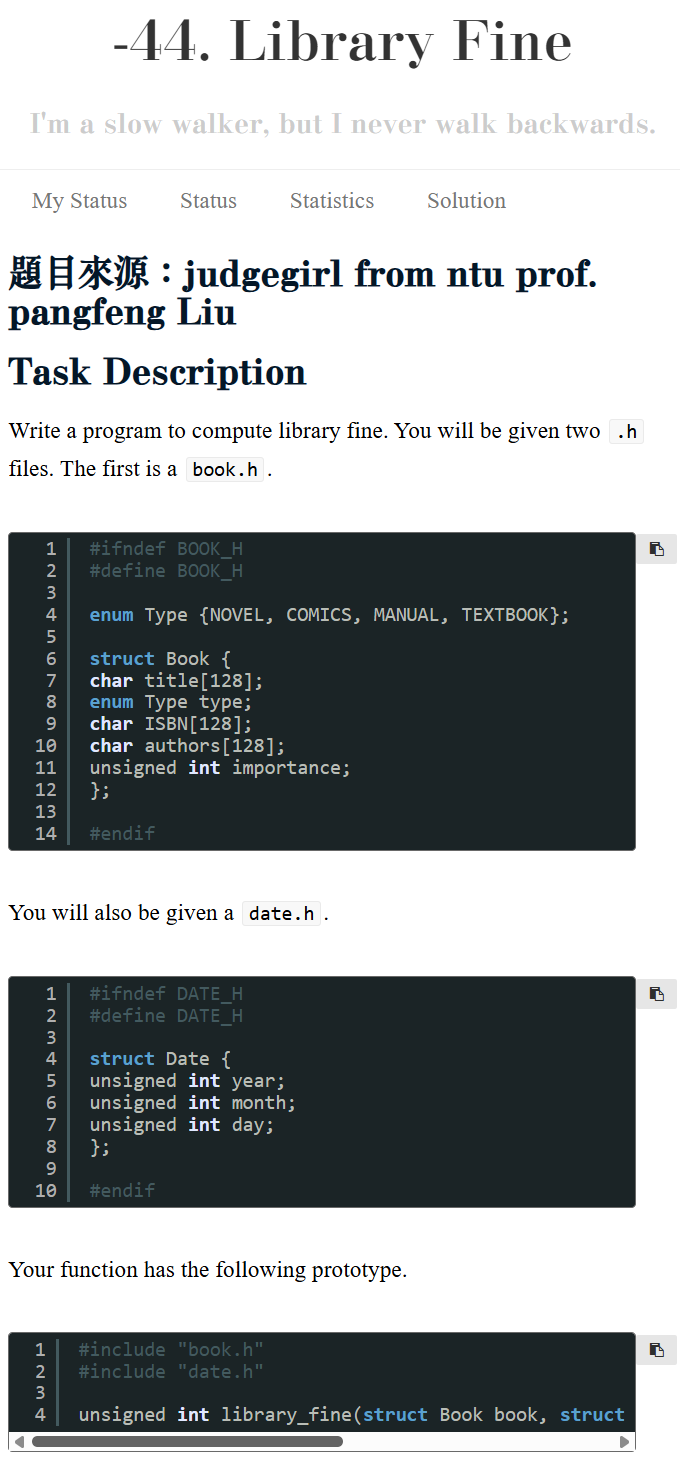 -44. Library Fine
I'm a slow walker, but I never walk backwards.
My Status Status Statistics Solution
題目來源：judgegirl from ntu prof.
pangfeng Liu
Task Description
Write a program to compute library fine. You will be given two .h
files. The first is a book.h .
1 #ifndef BOOK_H
2 #define BOOK_H
3
4 enum Type {NOVEL, COMICS, MANUAL, TEXTBOOK};
5
6 struct Book {
7 char title[128];
8 enum Type type;
9 char ISBN[128];
10 char authors[128];
11 unsigned int importance;
12 };
13
14 #endif
You will also be given a date.h .
1 #ifndef DATE_H
2 #define DATE_H
3
4 struct Date {
5 unsigned int year;
6 unsigned int month;
7 unsigned int day;
8 };
9
10 #endif
Your function has the following prototype.
1 #include "book.h"
2 #include "date.h"
3
4 unsigned int library_fine(struct Book book, struct